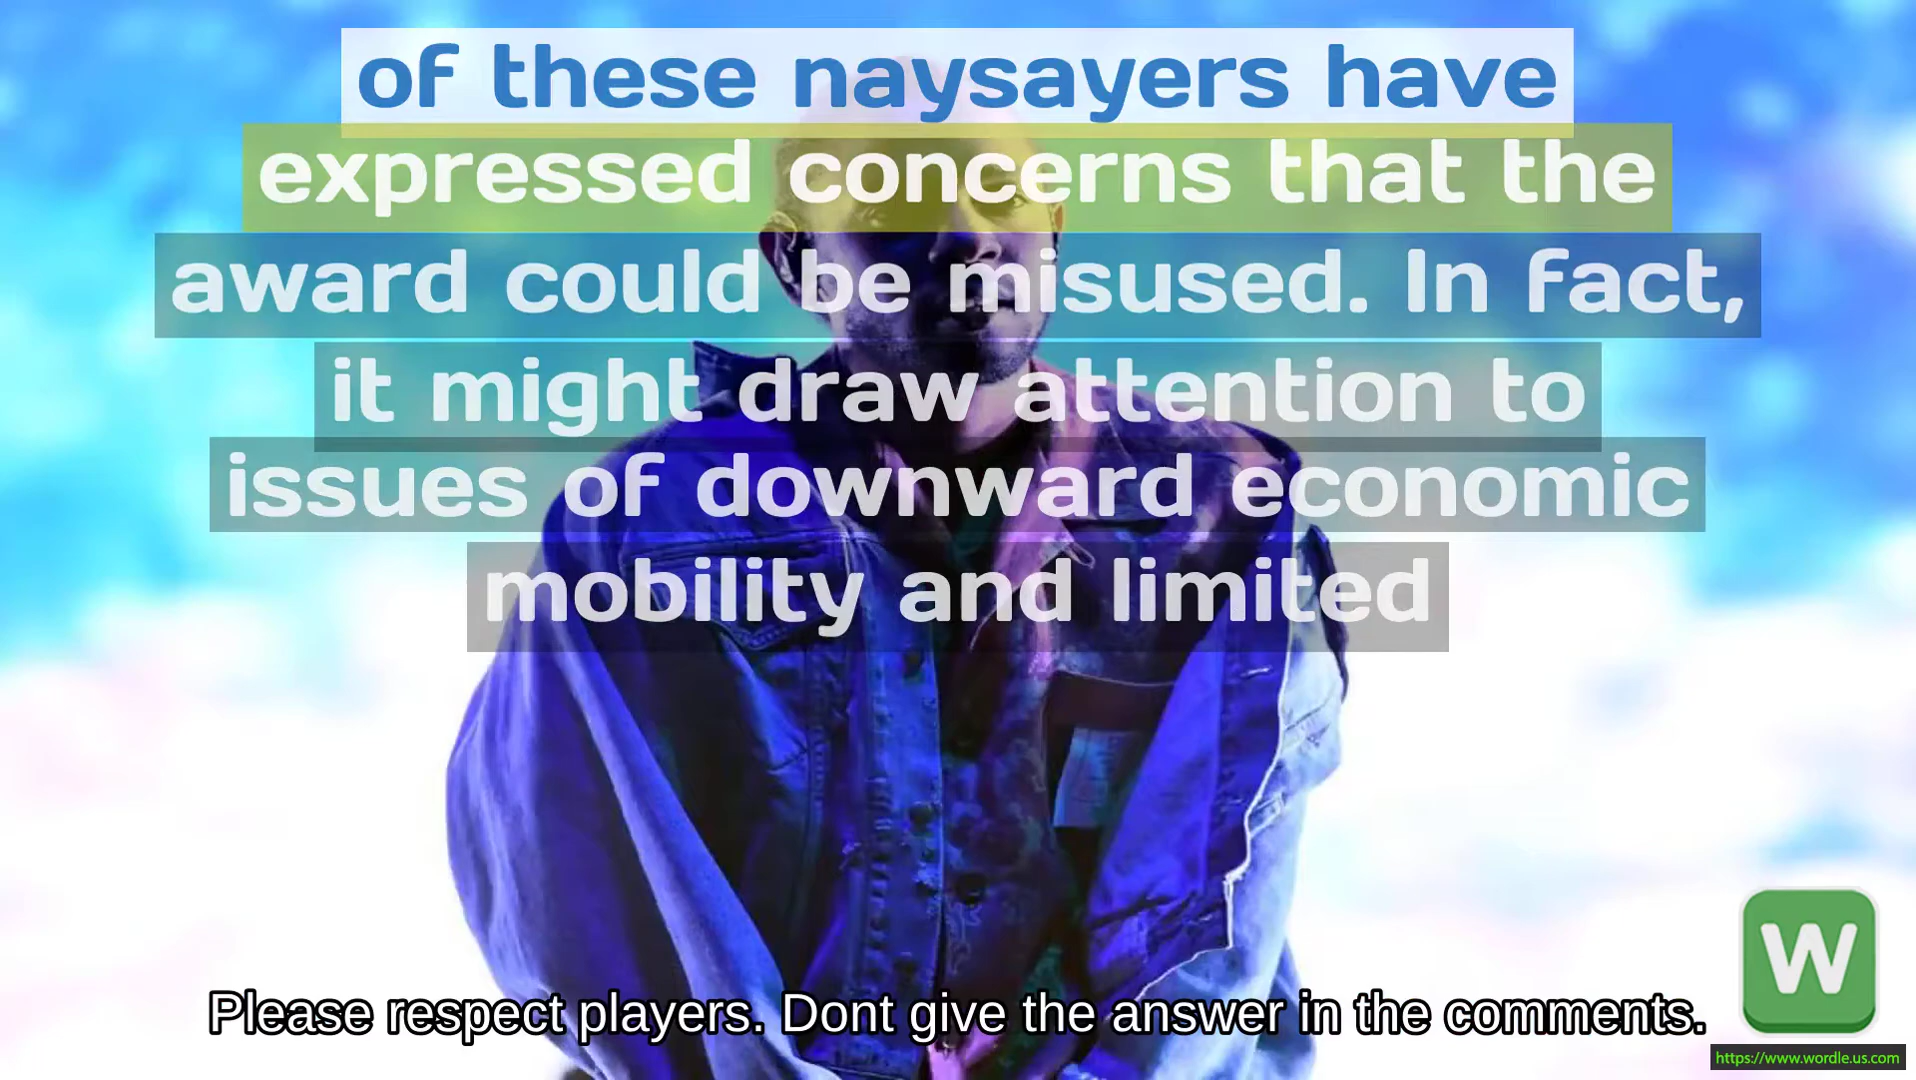 of these naysayers have
expressed concerns that the
award could be misused. In fact,
it might draw attention to
issues of downward economic
mobility and limited
Please respect players. Dont give the answer in the comments.
W
https://www.wordle.us.com